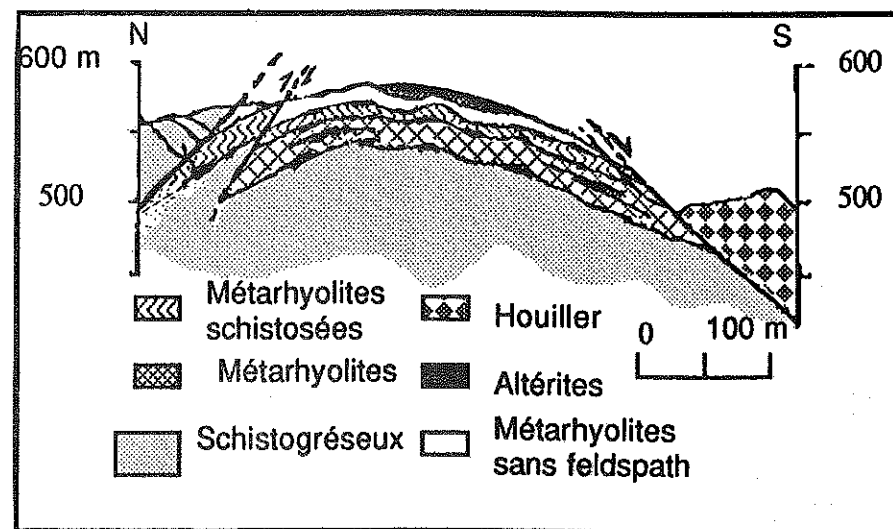 N S
600 m 600
500 500
Métarhyolites
schistosées
Houiller
0 100 m
Métarhyolites
Altérites
Schistogréseux
Métarhyolites
sans feldspath